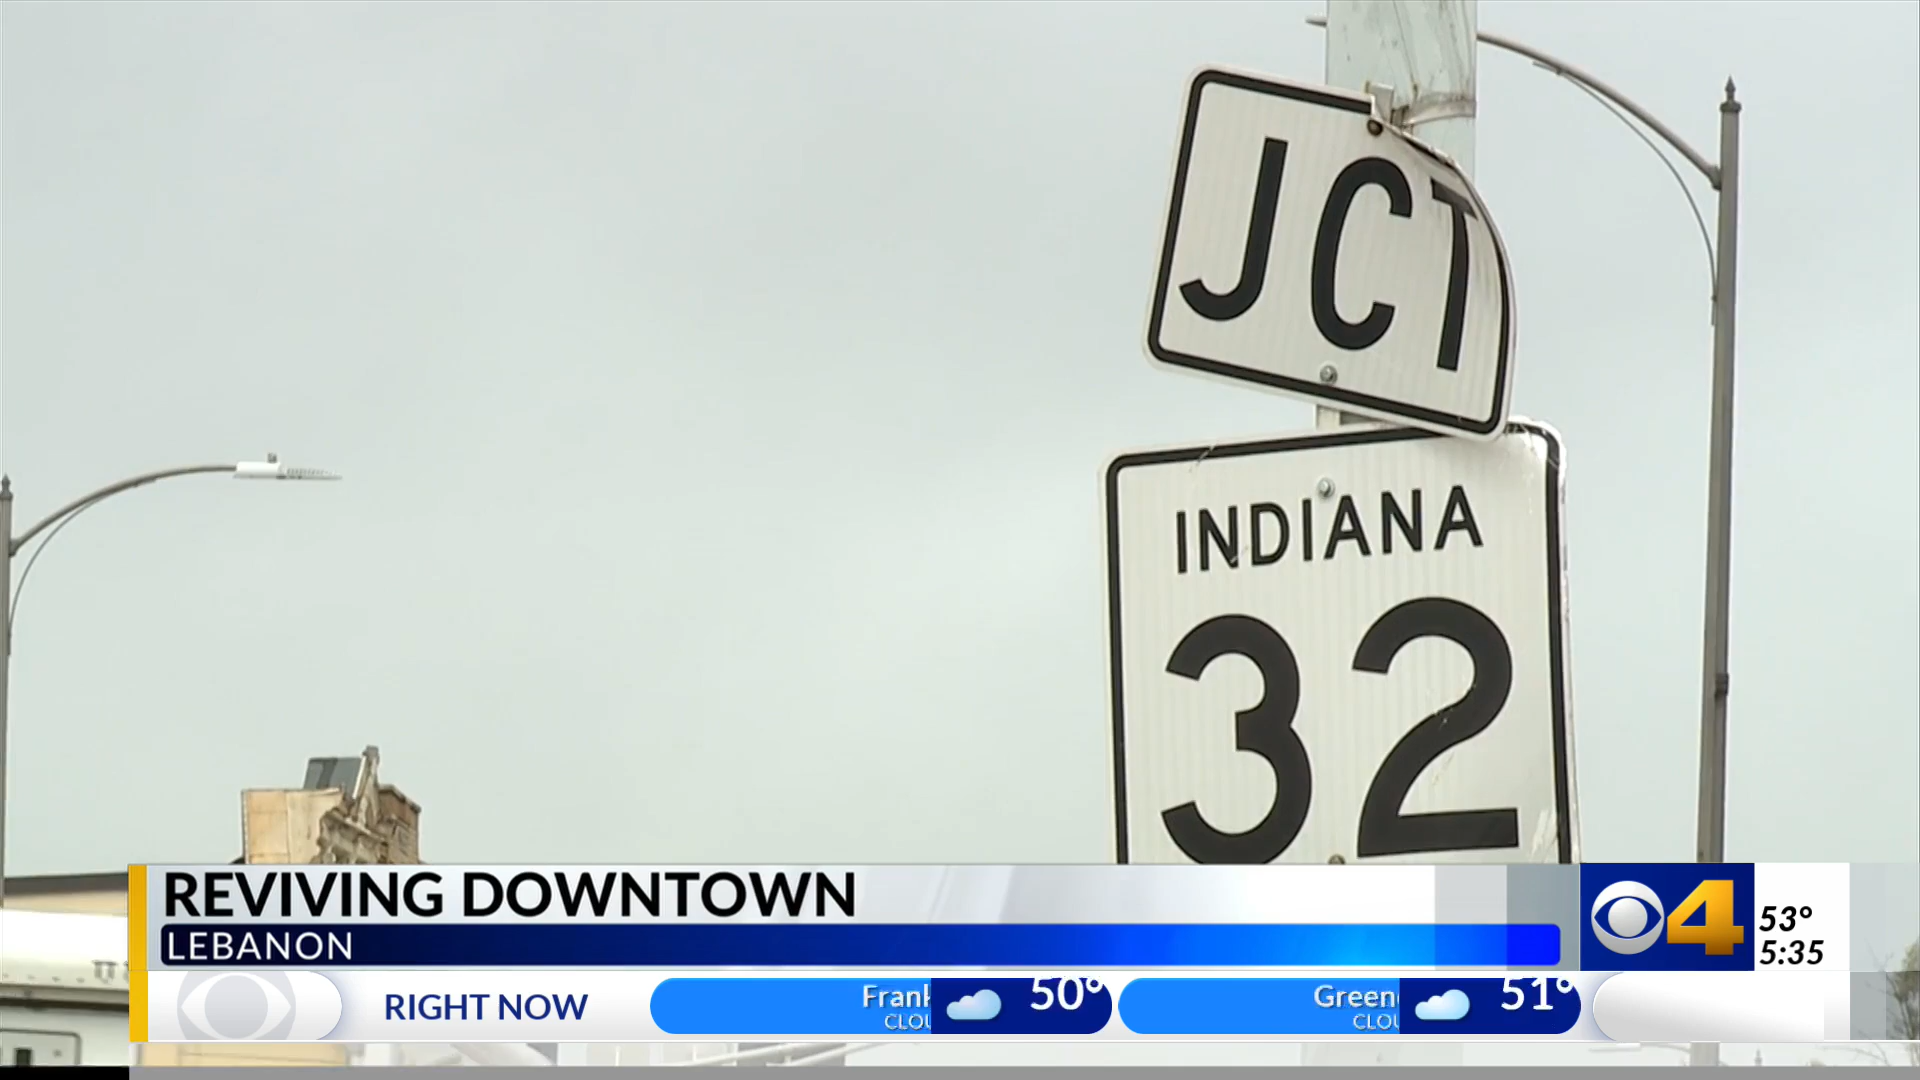 JCT
INDIANA
32
REVIVING DOWNTOWN
LEBANON
4
53°
5:35
RIGHT NOW
50°
51°